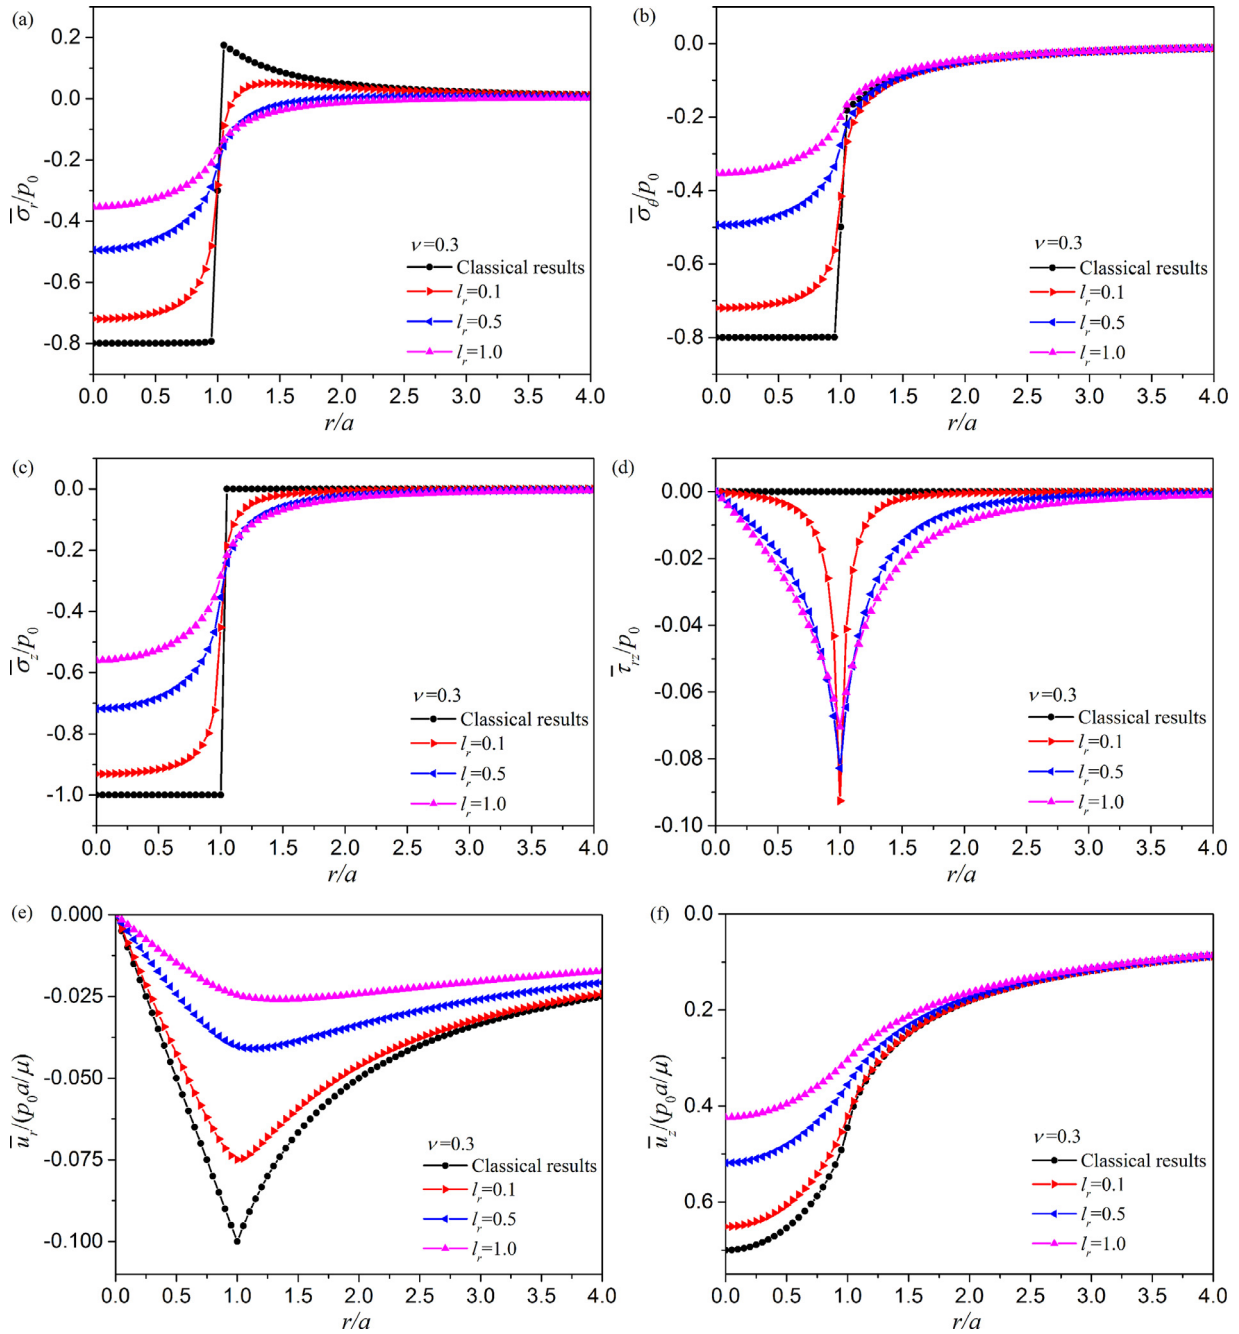 (a)
0.2
0.0
-0.2
-0.4
-0.6
-0.8
σ̅r/p0
ν=0.3
Classical results
lr=0.1
lr=0.5
lr=1.0
0.0 0.5 1.0 1.5 2.0 2.5 3.0 3.5 4.0
r/a
(b)
0.0
-0.2
-0.4
-0.6
-0.8
σ̅θ/p0
ν=0.3
Classical results
lr=0.1
lr=0.5
lr=1.0
0.0 0.5 1.0 1.5 2.0 2.5 3.0 3.5 4.0
r/a
(c)
0.0
-0.2
-0.4
-0.6
-0.8
-1.0
σ̅z/p0
ν=0.3
Classical results
lr=0.1
lr=0.5
lr=1.0
0.0 0.5 1.0 1.5 2.0 2.5 3.0 3.5 4.0
r/a
(d)
0.00
-0.02
-0.04
-0.06
-0.08
-0.10
τ̅rz/p0
ν=0.3
Classical results
lr=0.1
lr=0.5
lr=1.0
0.0 0.5 1.0 1.5 2.0 2.5 3.0 3.5 4.0
r/a
(e)
0.000
-0.025
-0.050
-0.075
-0.100
u̅r/(p0a/μ)
ν=0.3
Classical results
lr=0.1
lr=0.5
lr=1.0
0.0 0.5 1.0 1.5 2.0 2.5 3.0 3.5 4.0
r/a
(f)
0.0
0.2
0.4
0.6
u̅z/(p0a/μ)
ν=0.3
Classical results
lr=0.1
lr=0.5
lr=1.0
0.0 0.5 1.0 1.5 2.0 2.5 3.0 3.5 4.0
r/a